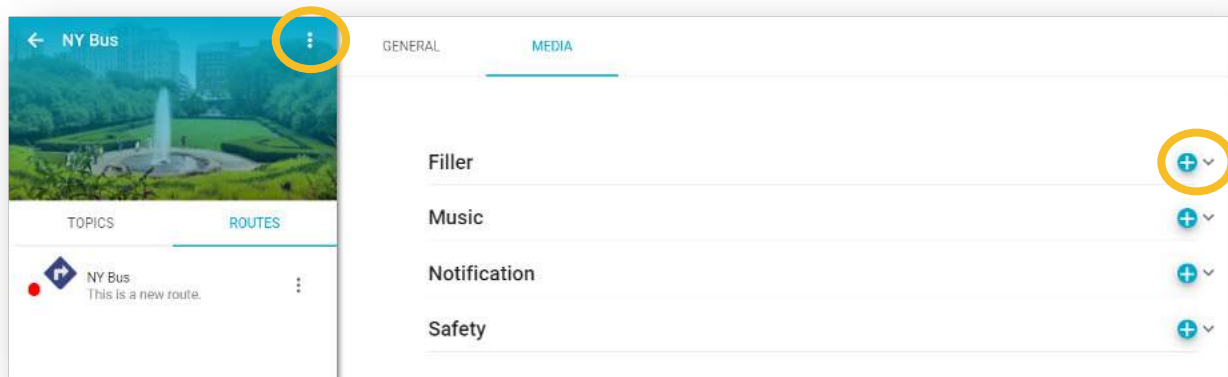 NY Bus
GENERAL MEDIA
TOPICS ROUTES
NY Bus
This is a new route.
Filler
Music
Notification
Safety